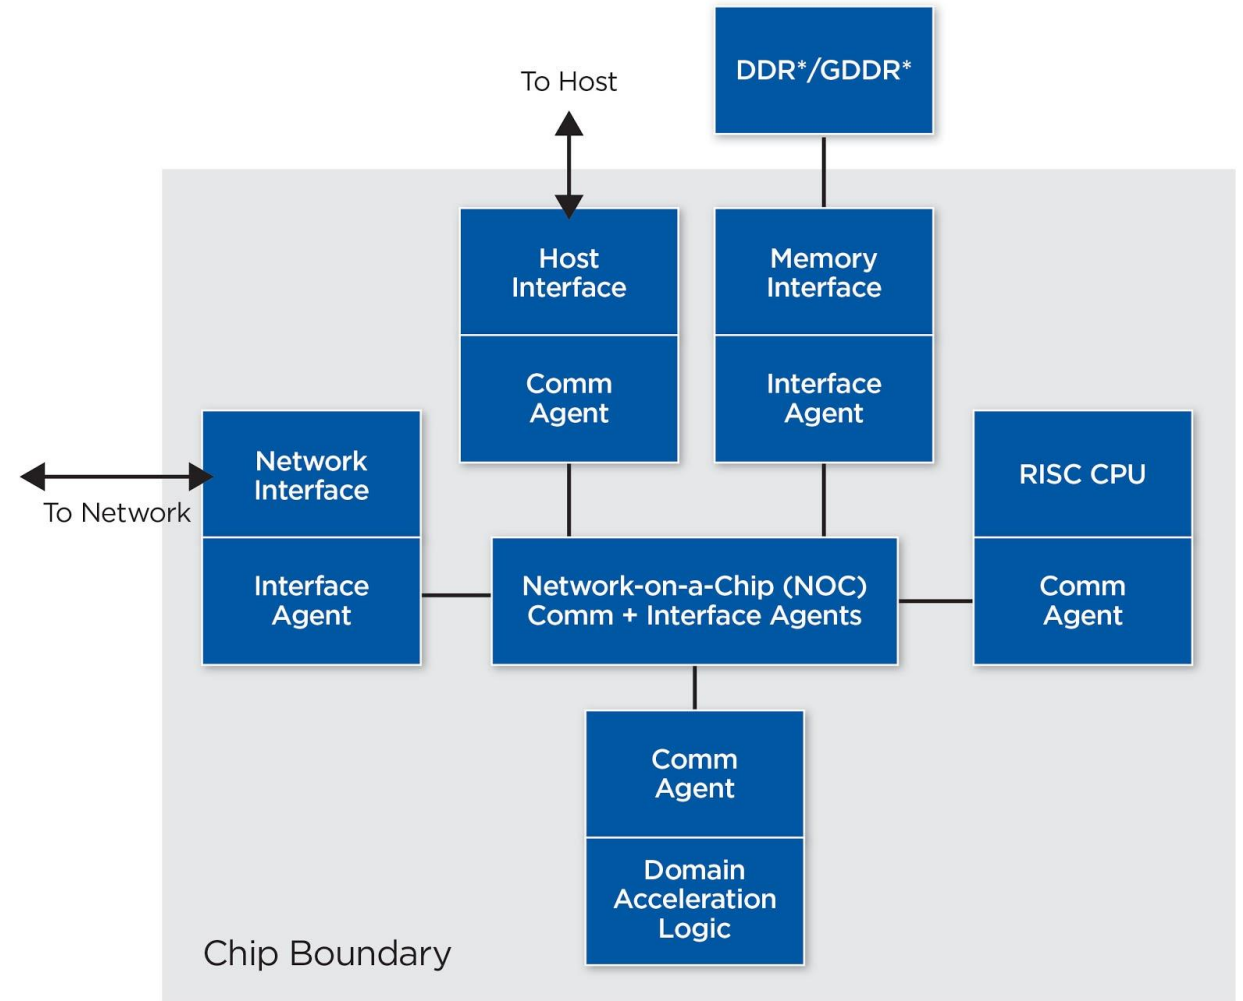 DDR*/GDDR*
To Host
Host
Interface
Memory
Interface
Comm
Agent
Interface
Agent
Network
Interface
RISC CPU
To Network
Interface
Agent
Network-on-a-Chip (NOC)
Comm + Interface Agents
Comm
Agent
Comm
Agent
Domain
Acceleration
Logic
Chip Boundary